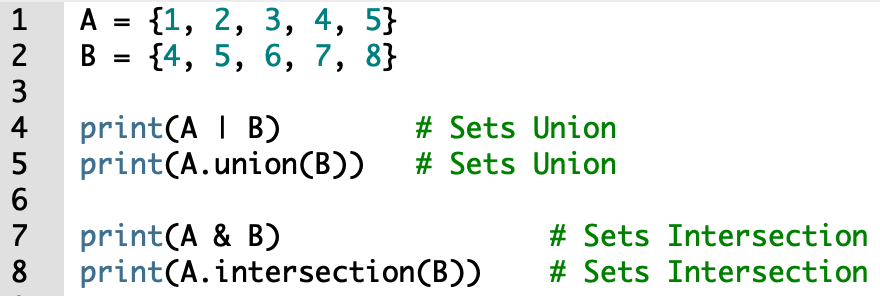 1 A = {1, 2, 3, 4, 5}
2 B = {4, 5, 6, 7, 8}
3
4 print(A | B)        # Sets Union
5 print(A.union(B))   # Sets Union
6
7 print(A & B)                # Sets Intersection
8 print(A.intersection(B))    # Sets Intersection